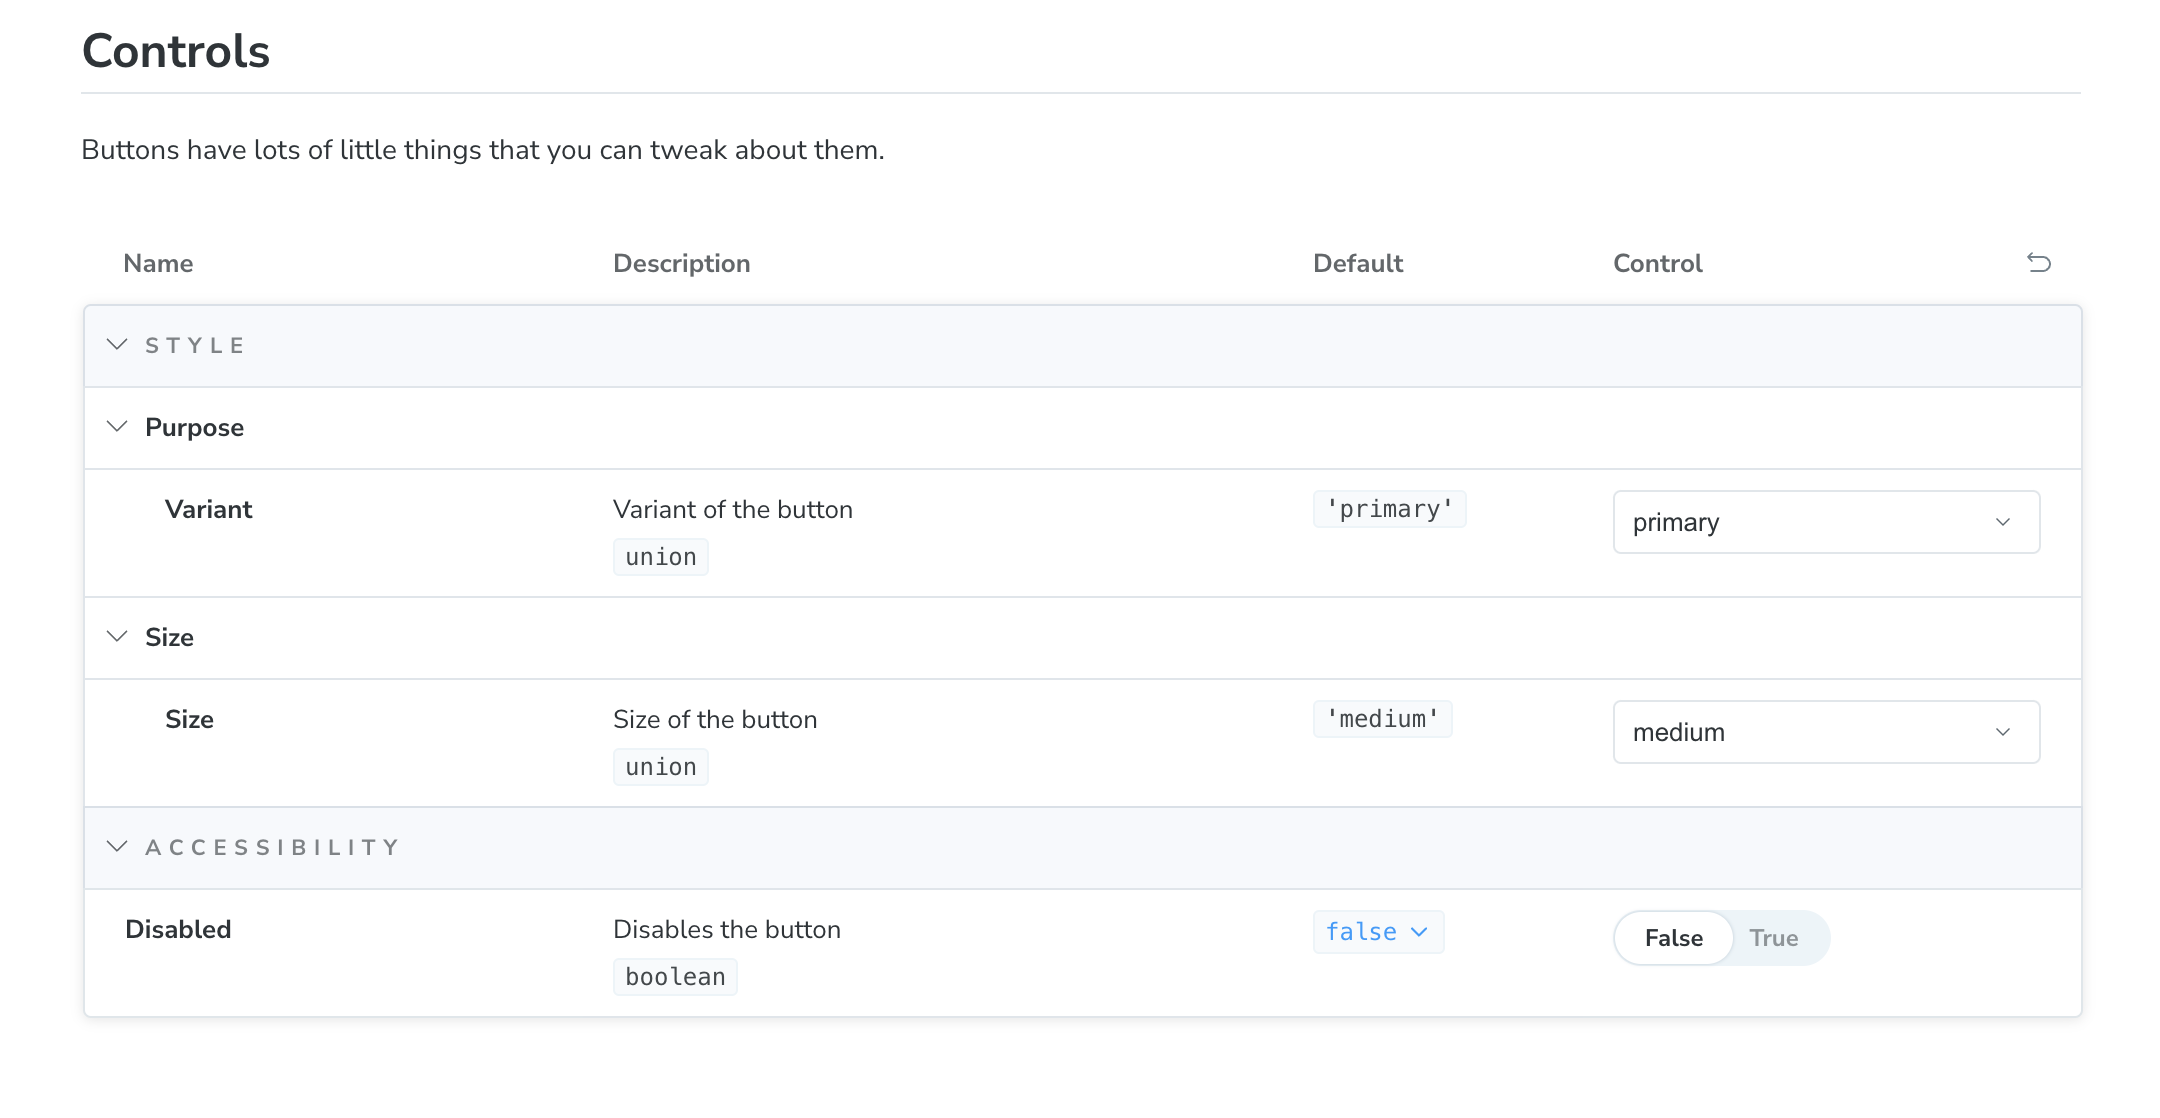 Controls
Buttons have lots of little things that you can tweak about them.
Name Description Default Control
STYLE
Purpose
Variant Variant of the button 'primary' primary
union
Size
Size Size of the button 'medium' medium
union
ACCESSIBILITY
Disabled Disables the button false False True
boolean